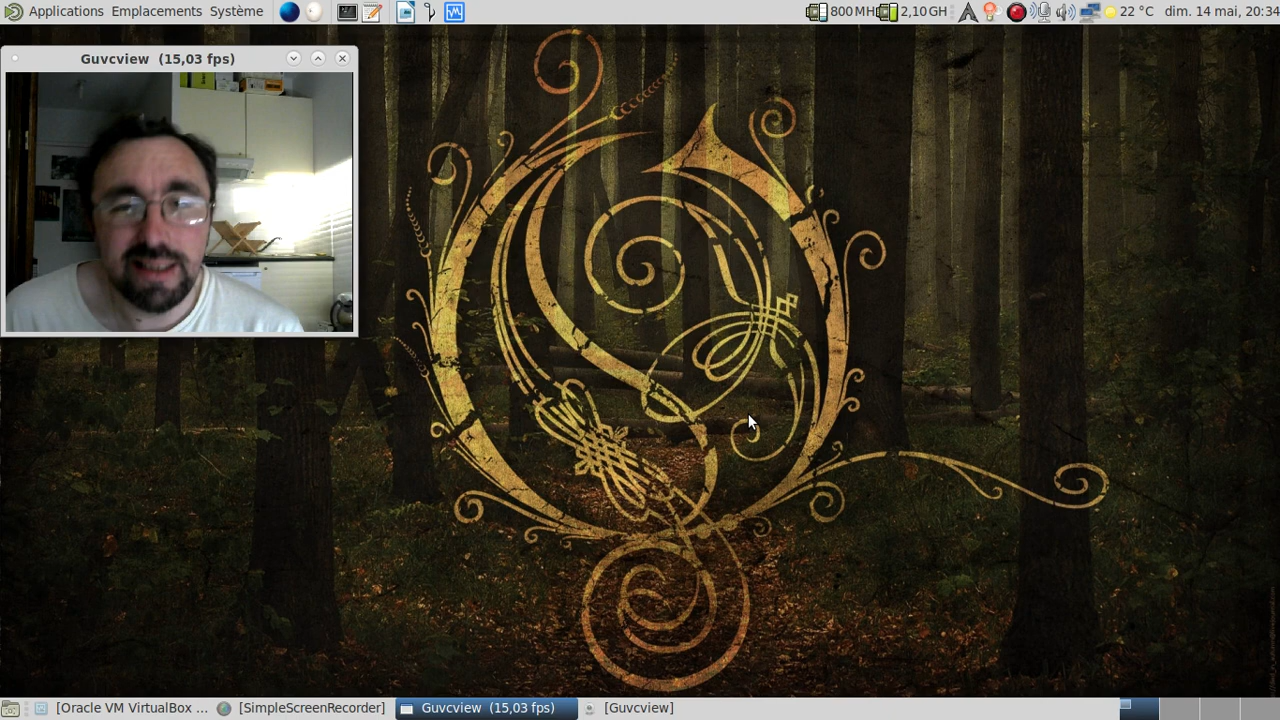 Applications Emplacements Système 800 MH 2,10 GH 22 °C dim. 14 mai, 20:34
Guvcview (15,03 fps)
[Oracle VM VirtualBox ... [SimpleScreenRecorder] Guvcview (15,03 fps) [Guvcview]